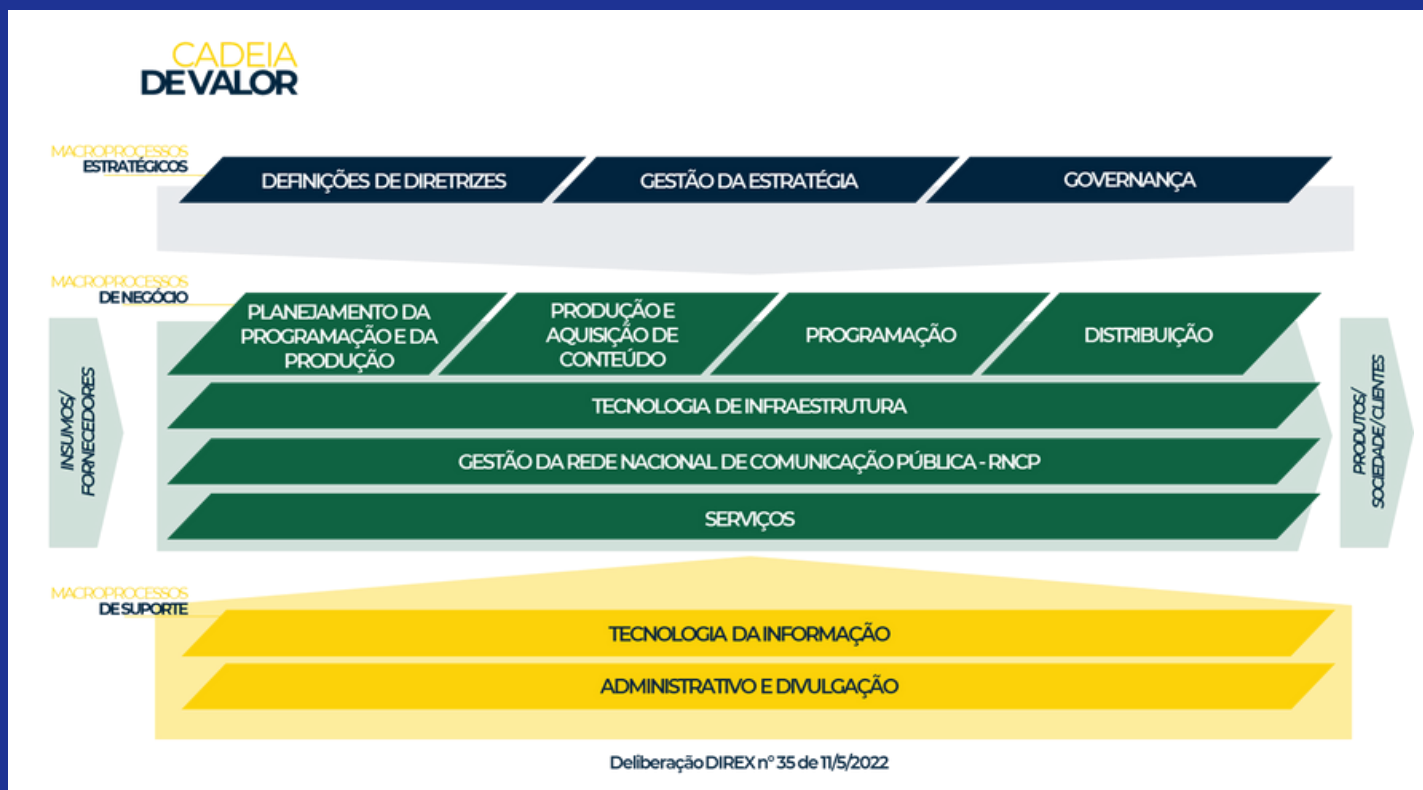 CADEIA
DE VALOR
MACROPROCESSOS
ESTRATÉGICOS
DEFINIÇÕES DE DIRETRIZES
GESTÃO DA ESTRATÉGIA
GOVERNANÇA
MACROPROCESSOS
DE NEGÓCIO
PLANEJAMENTO DA
PROGRAMAÇÃO E DA
PRODUÇÃO
PRODUÇÃO E
AQUISIÇÃO DE
CONTEÚDO
PROGRAMAÇÃO
DISTRIBUIÇÃO
INSUMOS/
FORNECEDORES
TECNOLOGIA DE INFRAESTRUTURA
GESTÃO DA REDE NACIONAL DE COMUNICAÇÃO PÚBLICA - RNCP
SERVIÇOS
PRODUTOS/
SOCIEDADE/CLIENTES
MACROPROCESSOS
DE SUPORTE
TECNOLOGIA DA INFORMAÇÃO
ADMINISTRATIVO E DIVULGAÇÃO
Deliberação DIREX nº 35 de 11/5/2022